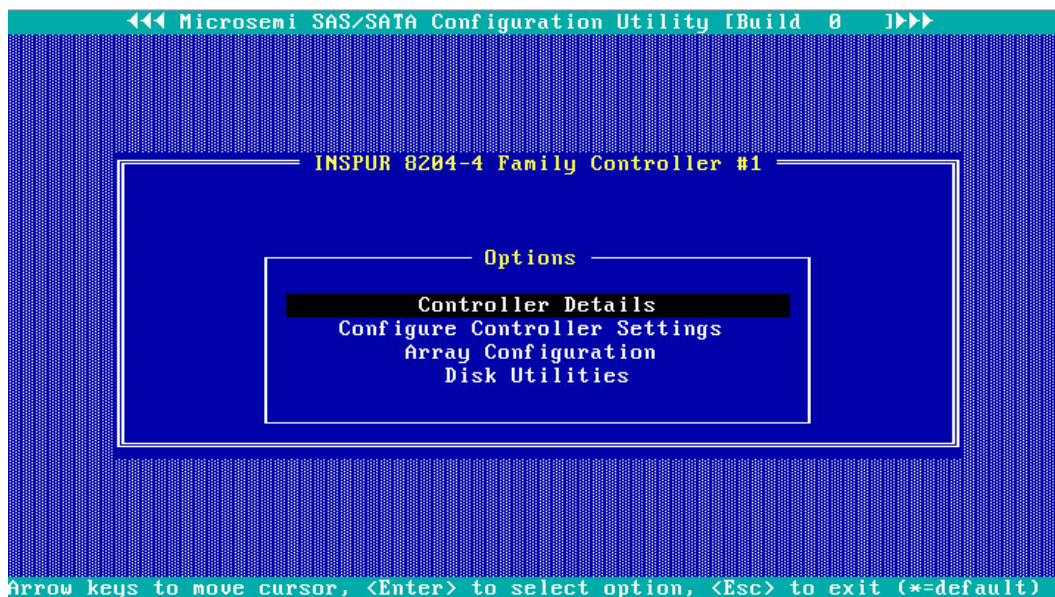 ◄◄◄ Microsemi SAS/SATA Configuration Utility [Build 0 ]►►►
INSPUR 8204-4 Family Controller #1
Options
Controller Details
Configure Controller Settings
Array Configuration
Disk Utilities
Arrow keys to move cursor, <Enter> to select option, <Esc> to exit (*=default)